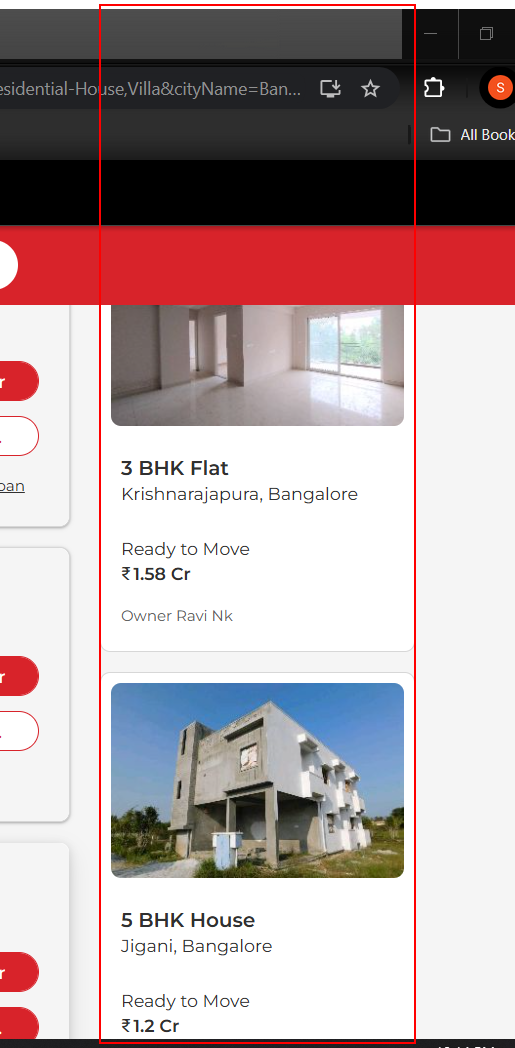 esidential-House,Villa&cityName=Ban...
S
All Book
r
3 BHK Flat
Krishnarajapura, Bangalore
Ready to Move
₹1.58 Cr
Owner Ravi Nk
r
5 BHK House
Jigani, Bangalore
r
Ready to Move
₹1.2 Cr